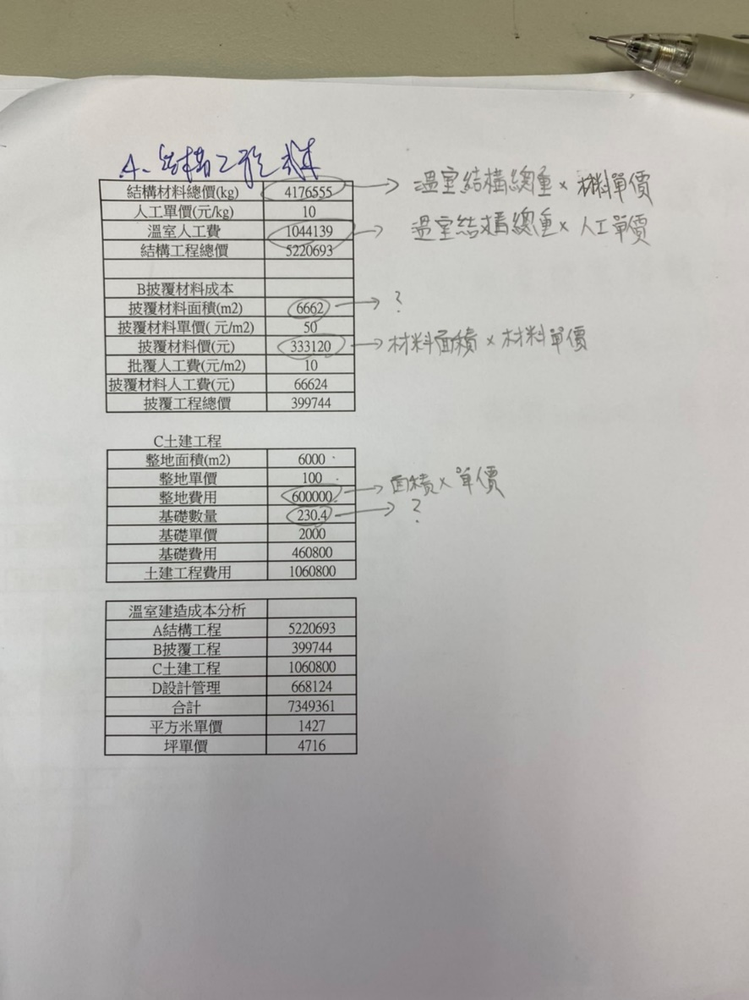 A、結構工程成本
結構材料總價(kg) 4176555 → 溫室結構總重 × 材料單價
人工單價(元/kg) 10
溫室人工費 1044139 → 溫室結構總重 × 人工單價
結構工程總價 5220693
B披覆材料成本
披覆材料面積(m2) 6662 → ?
披覆材料單價( 元/m2) 50
披覆材料價(元) 333120 → 材料面積 × 材料單價
批覆人工費(元/m2) 10
披覆材料人工費(元) 66624
披覆工程總價 399744
C土建工程
整地面積(m2) 6000
整地單價 100
整地費用 600000 → 面積 × 單價
基礎數量 230.4 → ?
基礎單價 2000
基礎費用 460800
土建工程費用 1060800
溫室建造成本分析
A結構工程 5220693
B披覆工程 399744
C土建工程 1060800
D設計管理 668124
合計 7349361
平方米單價 1427
坪單價 4716